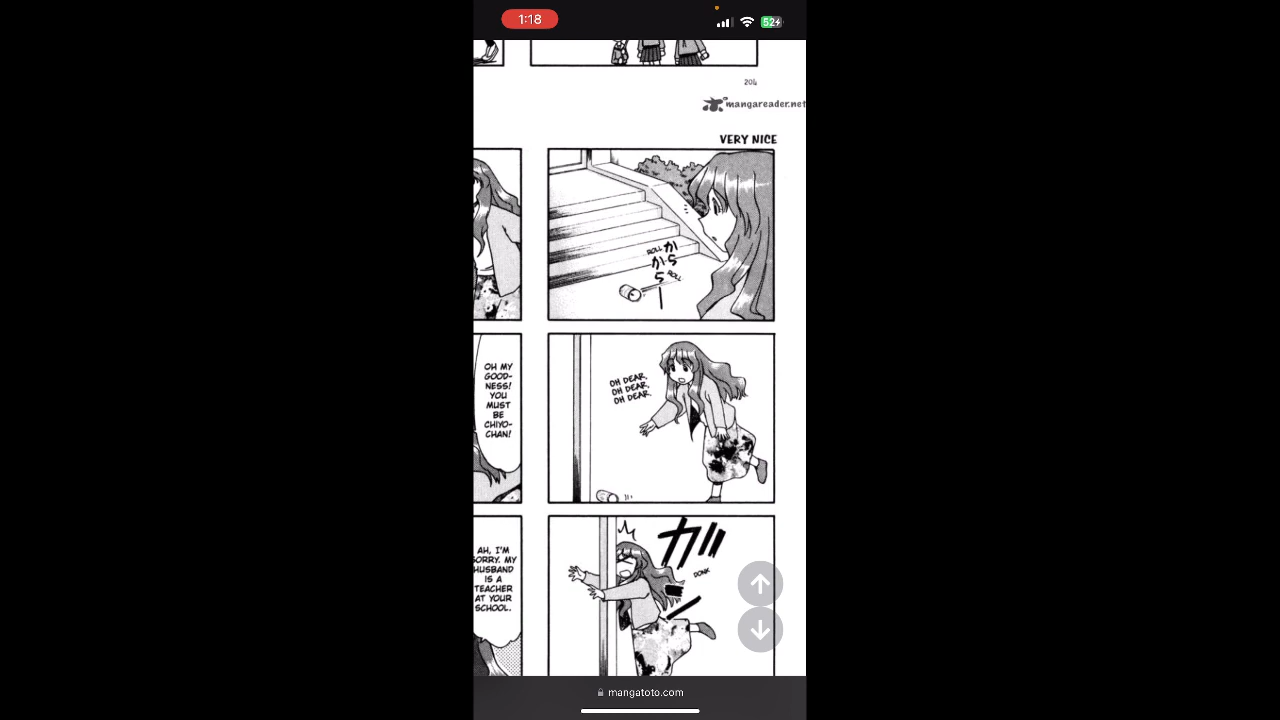 1:18
524
204
mangareader.net
VERY NICE
ROLL
から
から
ROLL
OH DEAR,
OH DEAR,
OH DEAR.
ガッ
DONK
OH MY
GOOD-
NESS!
YOU
MUST
BE
CHIYO-
CHAN!
AH, I'M
SORRY. MY
HUSBAND
IS A
TEACHER
AT YOUR
SCHOOL.
mangatoto.com